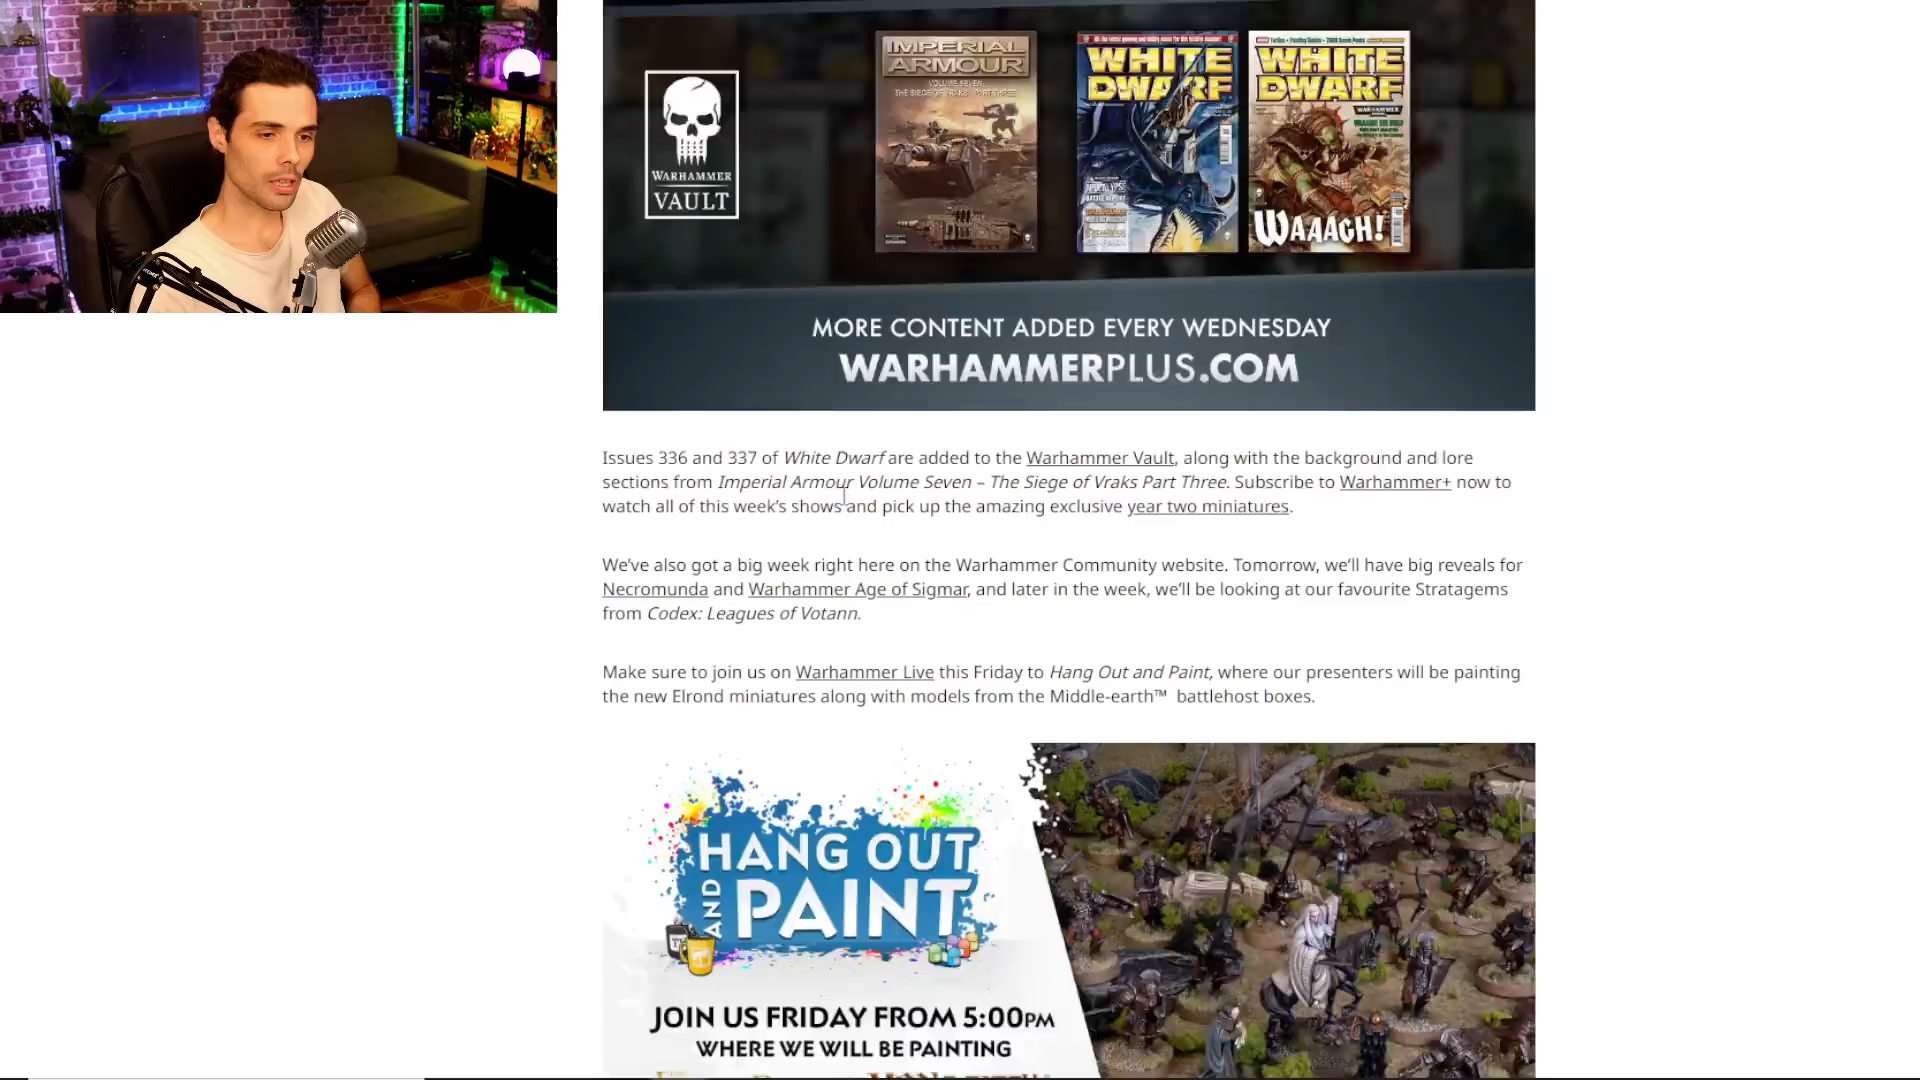 IMPERIAL
ARMOUR
VOLUME SEVEN
THE SIEGE OF VRAKS PART THREE
WHITE
DWARF
WHITE
DWARF
WAAAGH!
WARHAMMER
VAULT
MORE CONTENT ADDED EVERY WEDNESDAY
WARHAMMERPLUS.COM
Issues 336 and 337 of White Dwarf are added to the Warhammer Vault, along with the background and lore
sections from Imperial Armour Volume Seven – The Siege of Vraks Part Three. Subscribe to Warhammer+ now to
watch all of this week’s shows and pick up the amazing exclusive year two miniatures.
We’ve also got a big week right here on the Warhammer Community website. Tomorrow, we’ll have big reveals for
Necromunda and Warhammer Age of Sigmar, and later in the week, we’ll be looking at our favourite Stratagems
from Codex: Leagues of Votann.
Make sure to join us on Warhammer Live this Friday to Hang Out and Paint, where our presenters will be painting
the new Elrond miniatures along with models from the Middle-earth™ battlehost boxes.
HANG OUT
AND PAINT
JOIN US FRIDAY FROM 5:00PM
WHERE WE WILL BE PAINTING